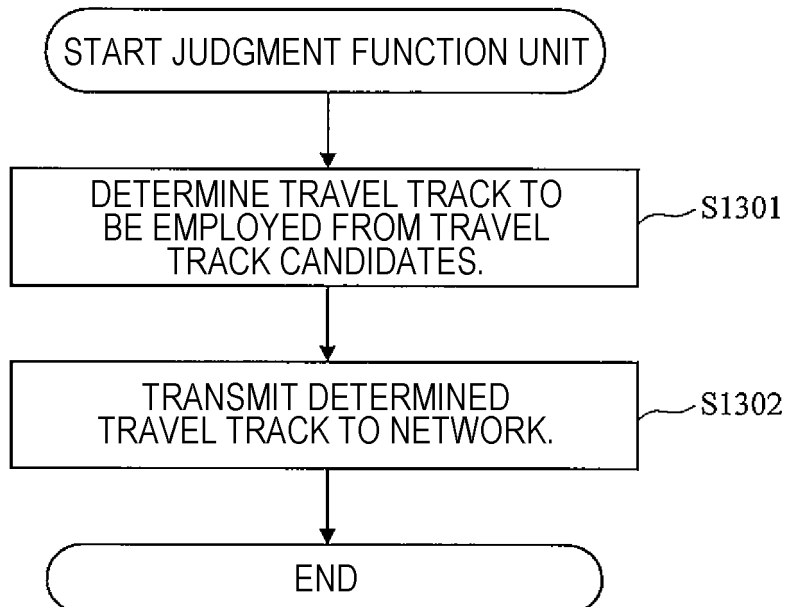 START JUDGMENT FUNCTION UNIT
DETERMINE TRAVEL TRACK TO
BE EMPLOYED FROM TRAVEL
TRACK CANDIDATES.
S1301
TRANSMIT DETERMINED
TRAVEL TRACK TO NETWORK.
S1302
END